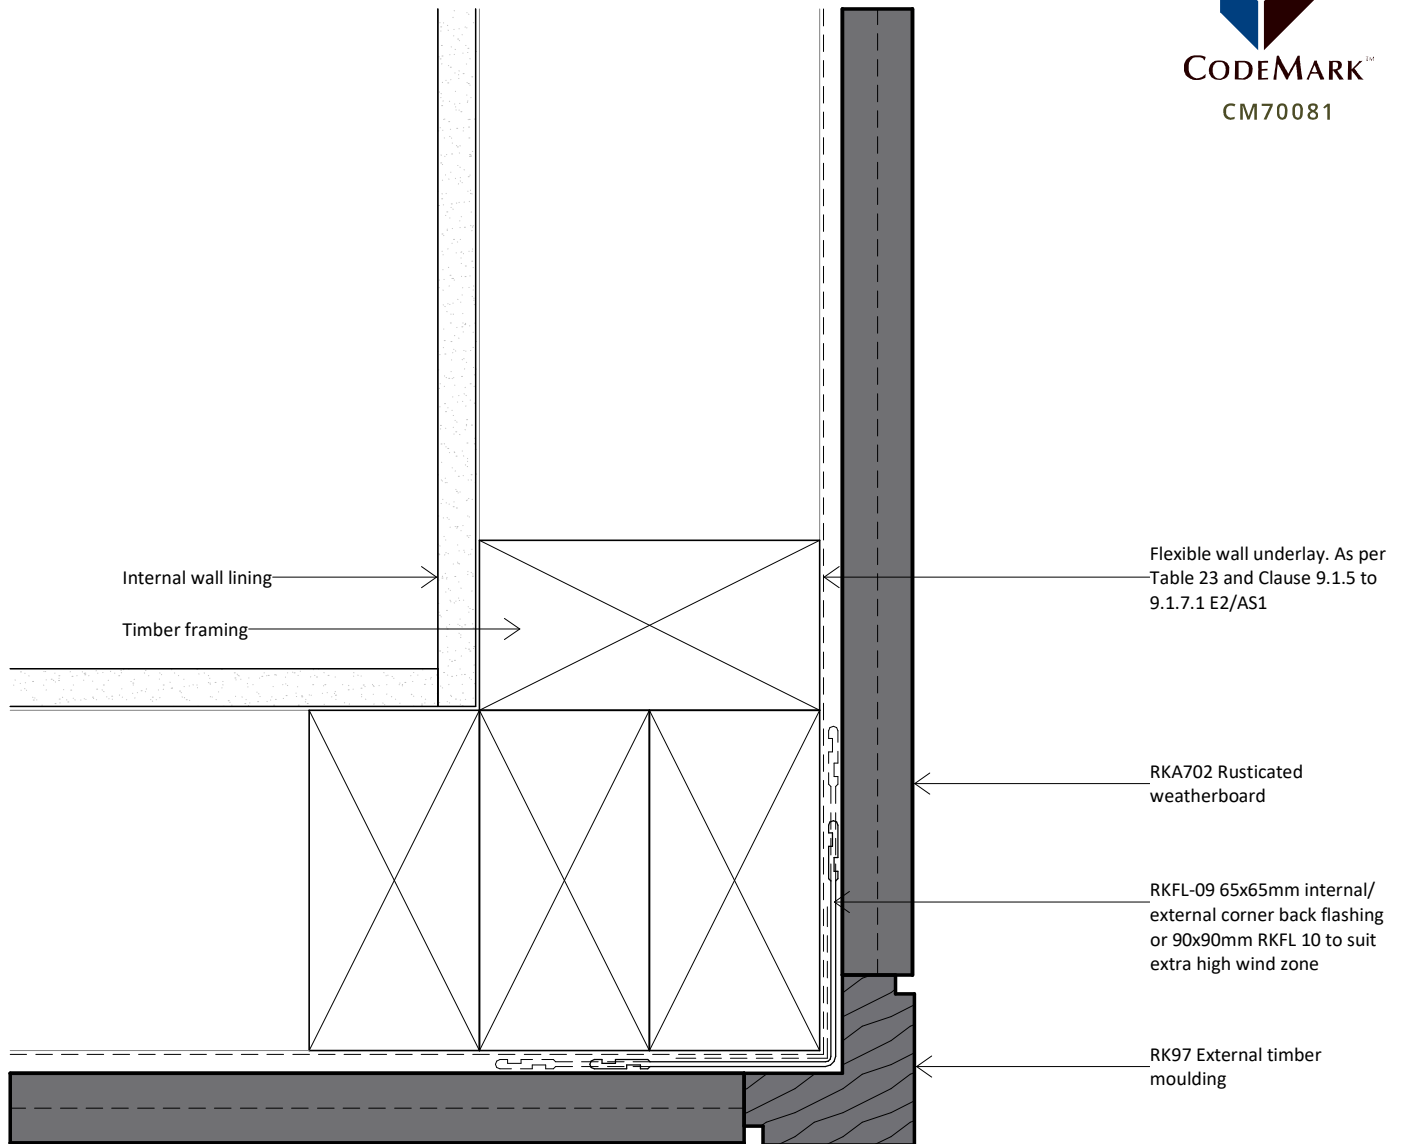 CODEMARK™
CM70081
Internal wall lining
Timber framing
Flexible wall underlay. As per
Table 23 and Clause 9.1.5 to
9.1.7.1 E2/AS1
RKA702 Rusticated
weatherboard
RKFL-09 65x65mm internal/
external corner back flashing
or 90x90mm RKFL 10 to suit
extra high wind zone
RK97 External timber
moulding